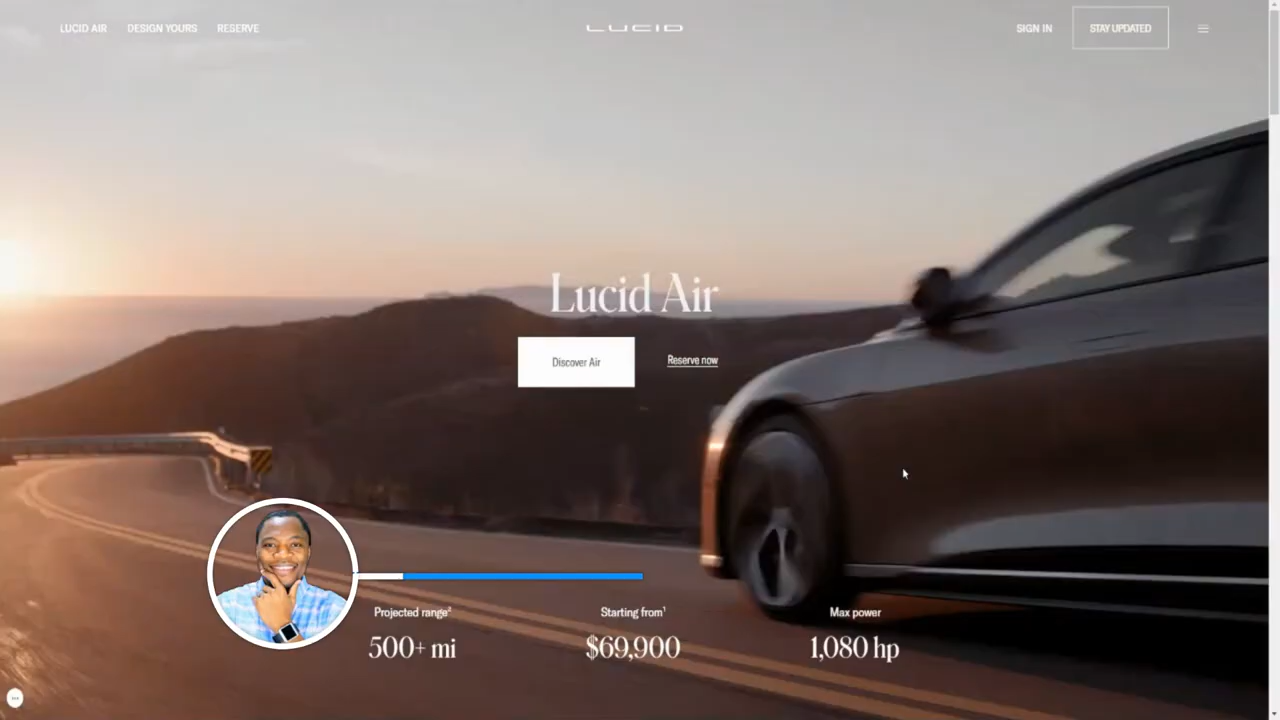 LUCID AIR DESIGN YOURS RESERVE LUCID SIGN IN STAY UPDATED
Lucid Air
Discover Air Reserve now
Projected range² Starting from¹ Max power
500+ mi $69,900 1,080 hp